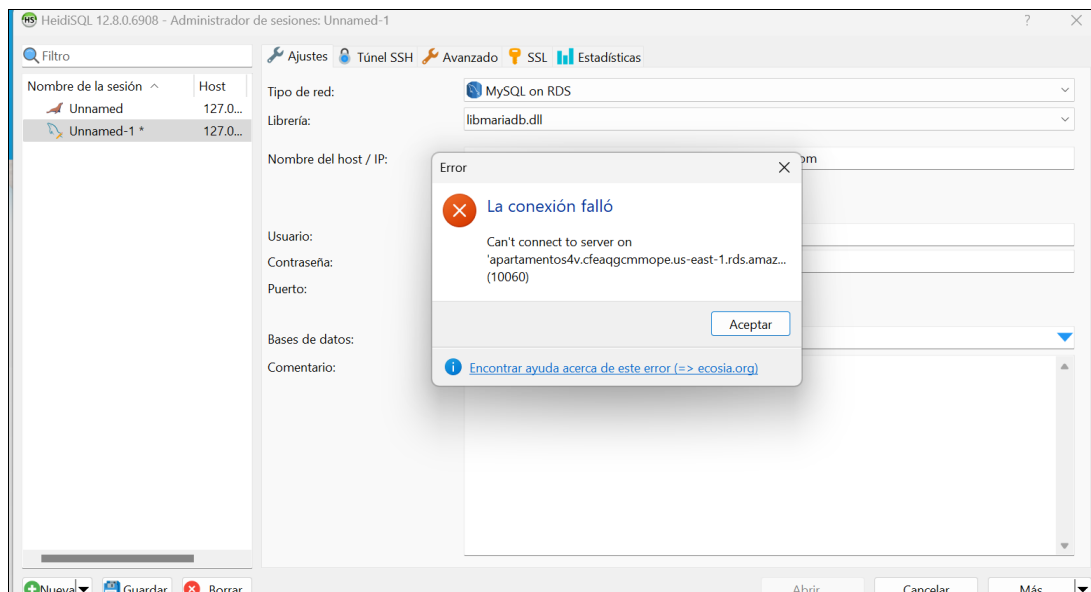 HeidiSQL 12.8.0.6908 - Administrador de sesiones: Unnamed-1
Filtro
Nombre de la sesión Host
Unnamed 127.0...
Unnamed-1 * 127.0...
Ajustes Túnel SSH Avanzado SSL Estadísticas
Tipo de red: MySQL on RDS
Librería: libmariadb.dll
Nombre del host / IP:
Usuario:
Contraseña:
Puerto:
Bases de datos:
Comentario:
Error
La conexión falló
Can't connect to server on
'apartamentos4v.cfeaqgcmmope.us-east-1.rds.amaz...
(10060)
Aceptar
Encontrar ayuda acerca de este error (=> ecosia.org)
Nueva Guardar Borrar Abrir Cancelar Más